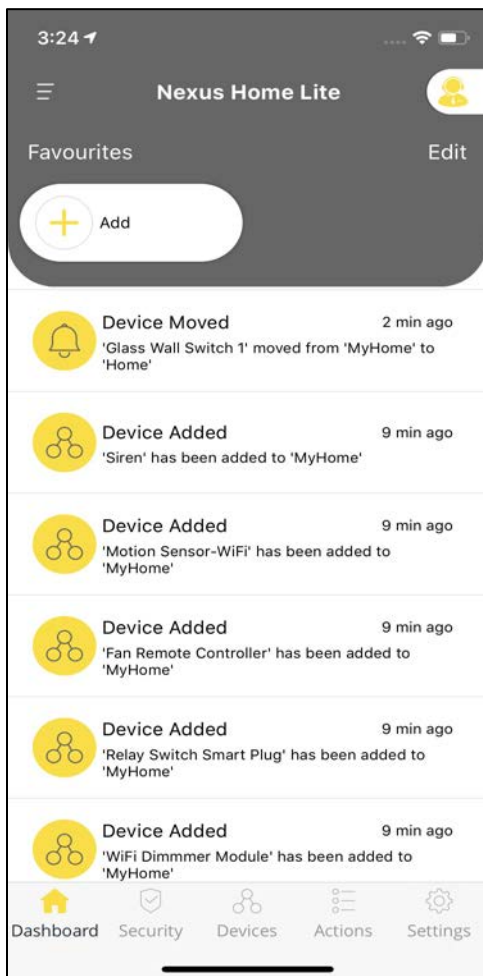 3:24
Nexus Home Lite
Favourites Edit
Add
Device Moved 2 min ago
'Glass Wall Switch 1' moved from 'MyHome' to
'Home'
Device Added 9 min ago
'Siren' has been added to 'MyHome'
Device Added 9 min ago
'Motion Sensor-WiFi' has been added to
'MyHome'
Device Added 9 min ago
'Fan Remote Controller' has been added to
'MyHome'
Device Added 9 min ago
'Relay Switch Smart Plug' has been added to
'MyHome'
Device Added 9 min ago
'WiFi Dimmmer Module' has been added to
'MyHome'
Dashboard Security Devices Actions Settings